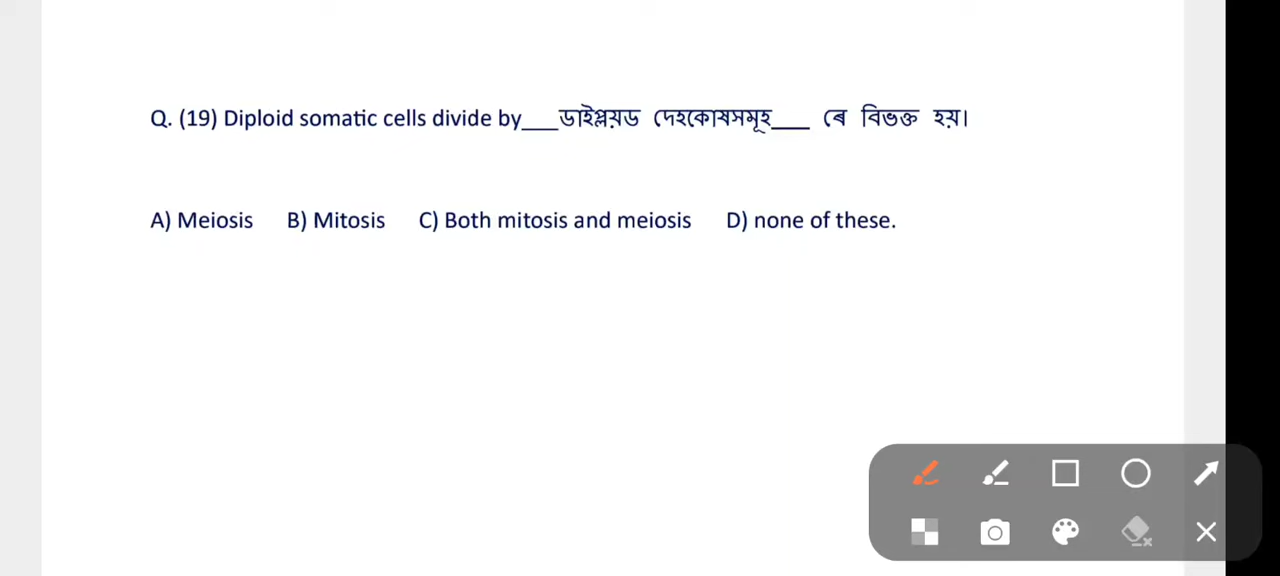 Q. (19) Diploid somatic cells divide by___ডাইপ্লয়ড দেহকোষসমূহ___ ৰে বিভক্ত হয়।
A) Meiosis B) Mitosis C) Both mitosis and meiosis D) none of these.